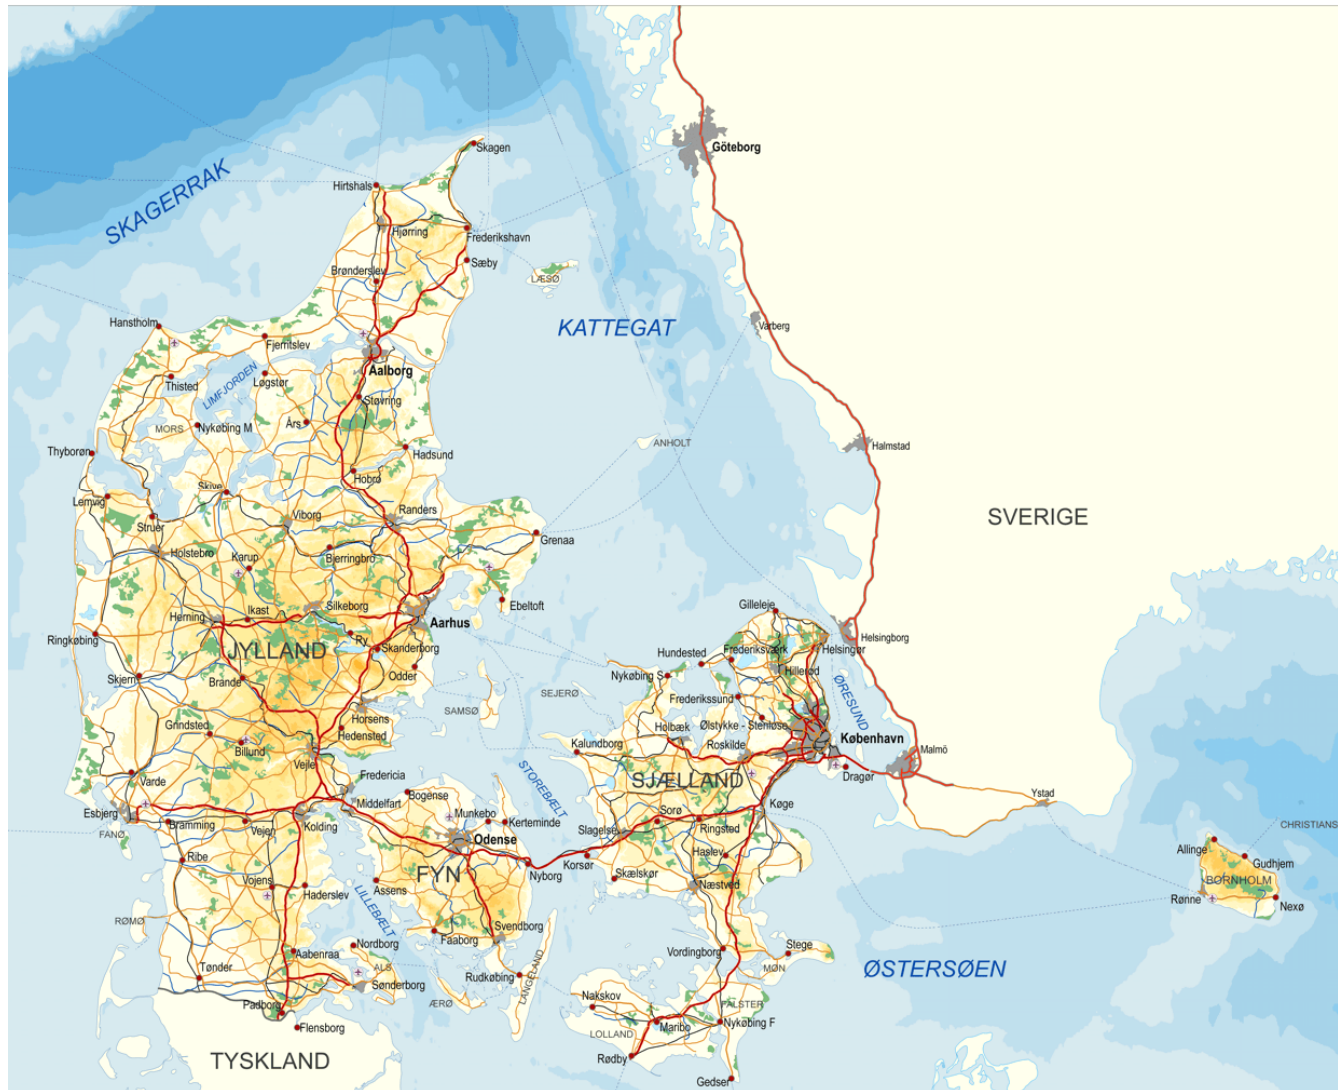 Göteborg
Skagen
SKAGERRAK
Hirtshals
Hjørring
Frederikshavn
Sæby
Brønderslev
LÆSØ
KATTEGAT
Varberg
Hanstholm
Fjerritslev
Aalborg
Thisted
LIMFJORDEN
Løgstør
Støvring
MORS
Nykøbing M
Års
ANHOLT
Halmstad
Thyborøn
Hadsund
Hobro
Skive
Lemvig
Struer
Viborg
Randers
SVERIGE
Grenaa
Holstebro
Bjerringbro
Karup
Ebeltoft
Silkeborg
Gilleleje
Herning
Ikast
Aarhus
Helsingborg
Ringkøbing
JYLLAND
Ry
Skanderborg
Hundested
Frederiksværk
Helsingør
Skjern
Brande
Odder
Nykøbing S
Hillerød
ØRESUND
SEJERØ
SAMSØ
Frederikssund
Horsens
Grindsted
Hedensted
Holbæk
Ølstykke - Stenløse
København
Billund
Kalundborg
Roskilde
Malmö
Vejle
STOREBÆLT
SJÆLLAND
Dragør
Varde
Fredericia
Bogense
Ystad
Middelfart
Munkebo
Kerteminde
Esbjerg
Bramming
Vejen
Kolding
Sorø
Køge
FANØ
Slagelse
Ringsted
CHRISTIANS
Odense
Allinge
Ribe
Nyborg
Korsør
Haslev
Gudhjem
FYN
Skælskør
BORNHOLM
Vojens
Haderslev
LILLEBÆLT
Assens
Næstved
Rønne
Nexø
RØMØ
Svendborg
Faaborg
Nordborg
Aabenraa
Vordingborg
Stege
ALS
MØN
ØSTERSØEN
Tønder
Sønderborg
Rudkøbing
LANGELAND
ÆRØ
Padborg
Nakskov
FALSTER
Flensborg
Maribo
Nykøbing F
LOLLAND
TYSKLAND
Rødby
Gedser